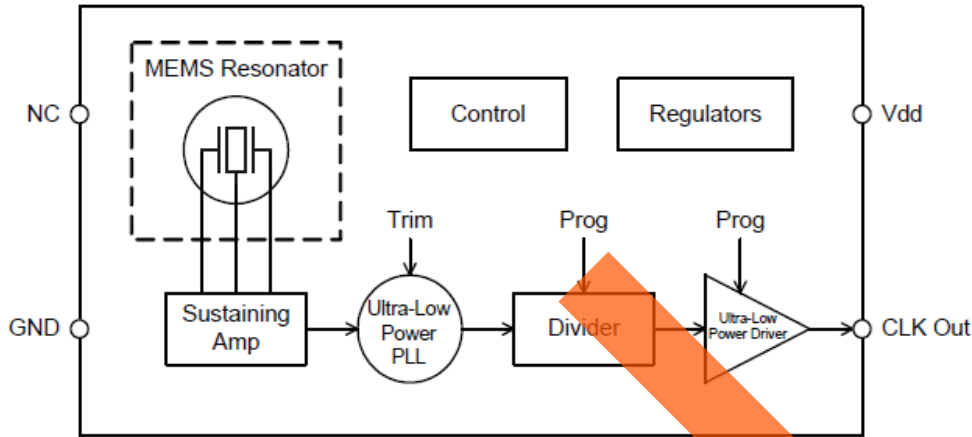 MEMS Resonator
NC
Control
Regulators
Vdd
Trim
Prog
Prog
GND
Sustaining
Amp
Ultra-Low
Power
PLL
Divider
Ultra-Low
Power Driver
CLK Out